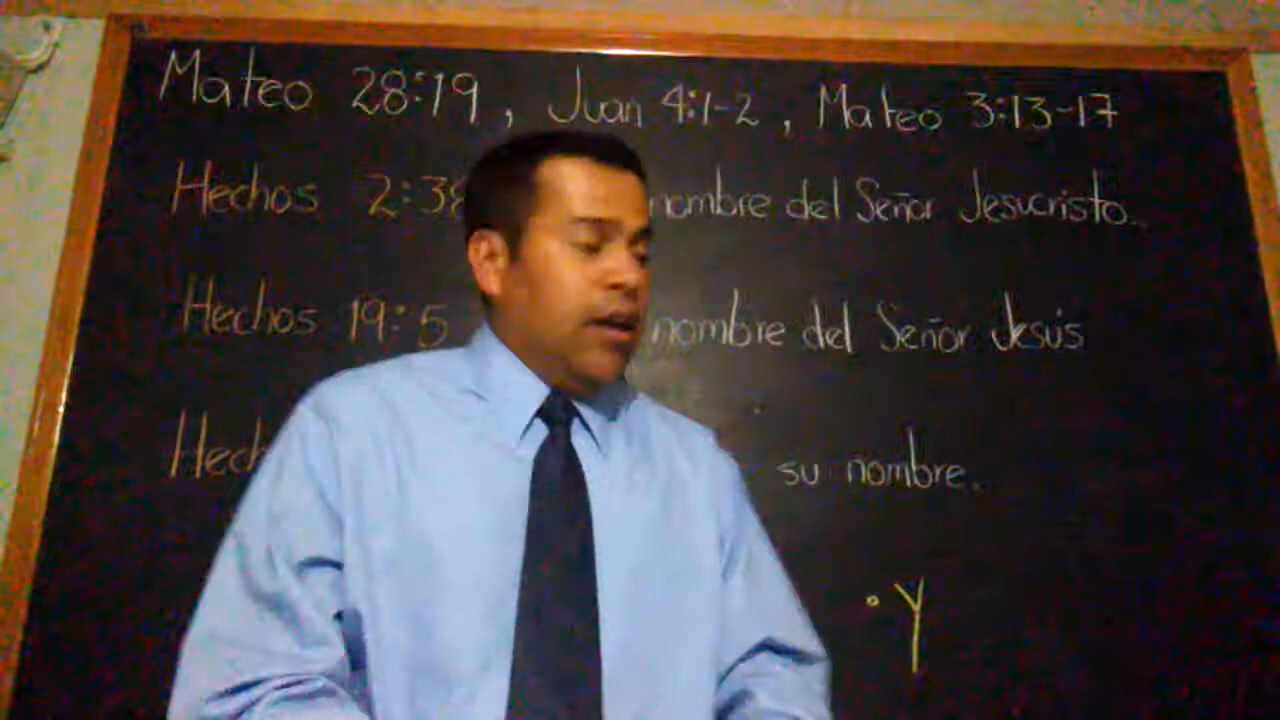 Mateo 28:19, Juan 4:1-2, Mateo 3:13-17
Hechos 2:38 nombre del Señor Jesucristo.
Hechos 19:5 nombre del Señor Jesús
su nombre.
• Y